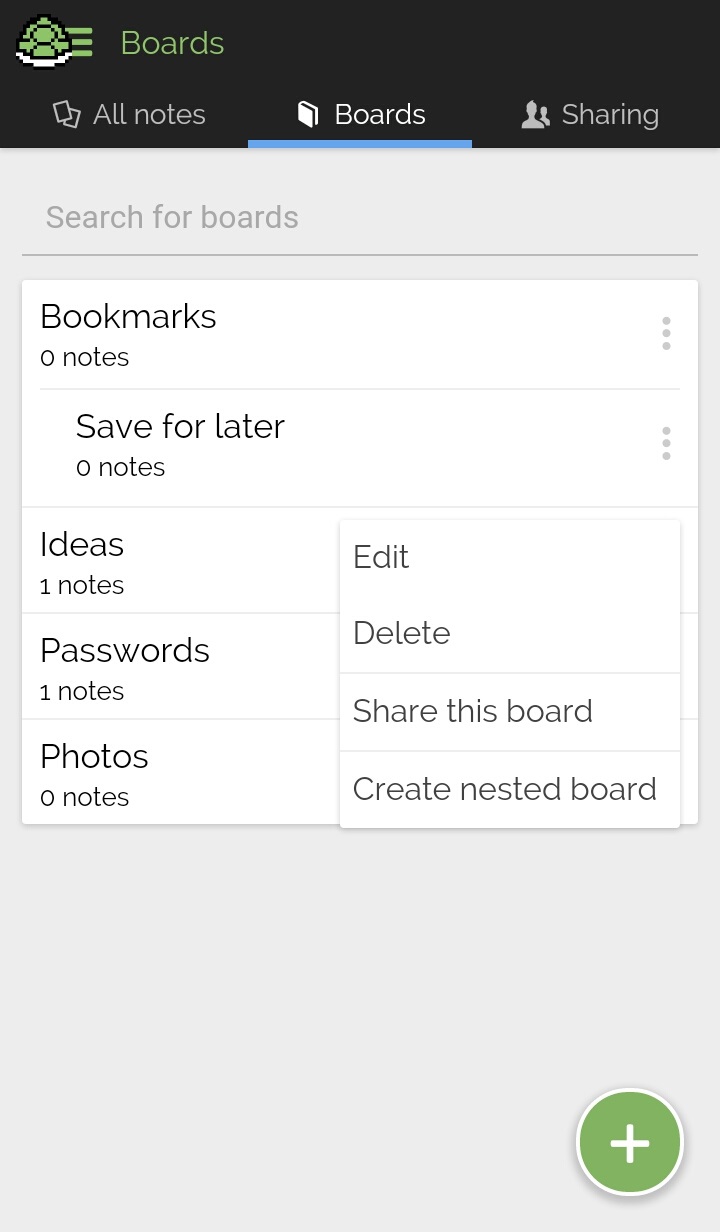 Boards
All notes
Boards
Sharing
Search for boards
Bookmarks
0 notes
Save for later
0 notes
Ideas
1 notes
Passwords
1 notes
Photos
0 notes
Edit
Delete
Share this board
Create nested board